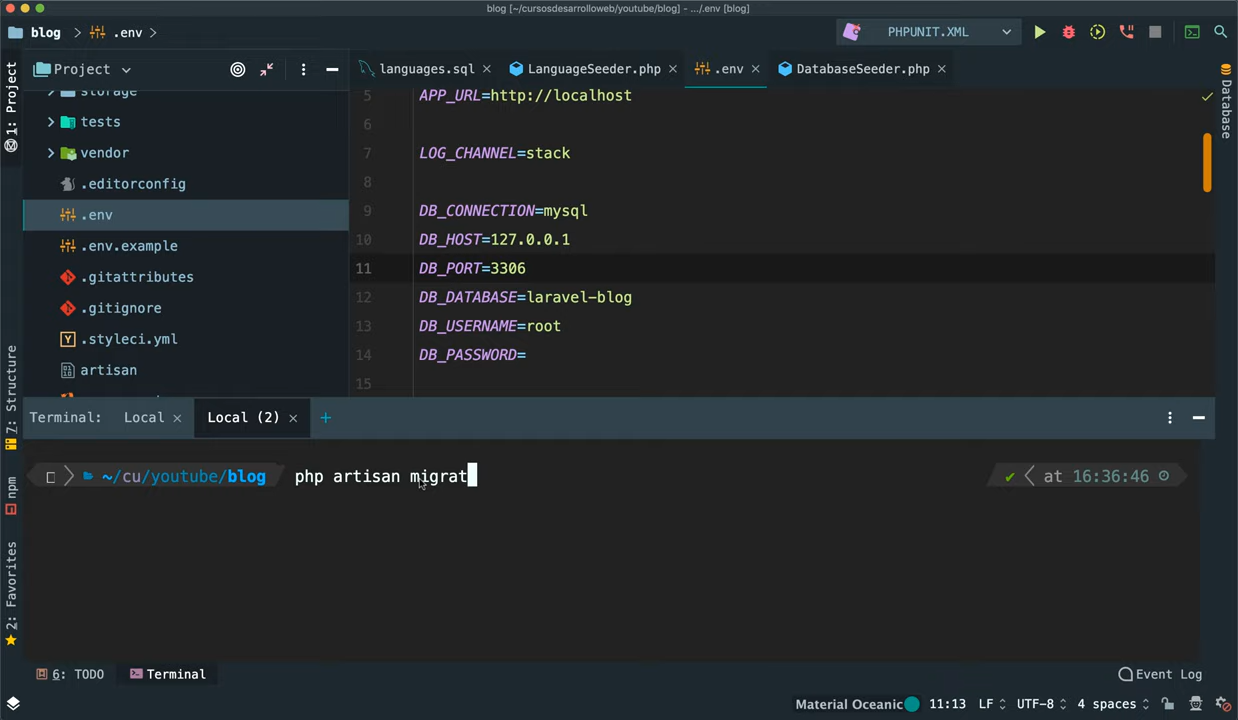 blog [~/cursosdesarrolloweb/youtube/blog] - .../.env [blog]
blog .env PHPUNIT.XML
Project
languages.sql LanguageSeeder.php .env DatabaseSeeder.php
1: Project
7: Structure
npm
2: Favorites
Database
storage
tests
vendor
.editorconfig
.env
.env.example
.gitattributes
.gitignore
.styleci.yml
artisan
5 APP_URL=http://localhost
6
7 LOG_CHANNEL=stack
8
9 DB_CONNECTION=mysql
10 DB_HOST=127.0.0.1
11 DB_PORT=3306
12 DB_DATABASE=laravel-blog
13 DB_USERNAME=root
14 DB_PASSWORD=
15
Terminal: Local Local (2)
~/cu/youtube/blog php artisan migrat at 16:36:46
6: TODO Terminal Event Log
Material Oceanic 11:13 LF UTF-8 4 spaces